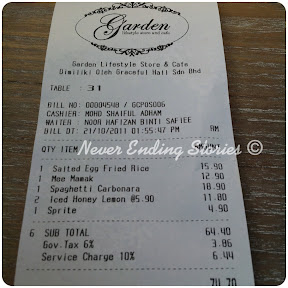 Garden
lifestyle store and cafe
Garden Lifestyle Store & Cafe
Dimiliki Oleh Graceful Hall Sdn Bhd
TABLE : 31
BILL NO: 00004548 / GCPOS006
CASHIER: MOHD SHAIFUL ADHAM
WAITER : NOOR HAFIZAN BINTI SAFIEE
BILL DT: 21/10/2011 01:55:47 PM RM
Never Ending Stories ©
QTY ITEM
1 Salted Egg Fried Rice 15.90
1 Mee Mamak 12.90
1 Spaghetti Carbonara 18.90
2 Iced Honey Lemon @5.90 11.80
1 Sprite 4.90
6 SUB TOTAL 64.40
Gov.Tax 6% 3.86
Service Charge 10% 6.44
74.70